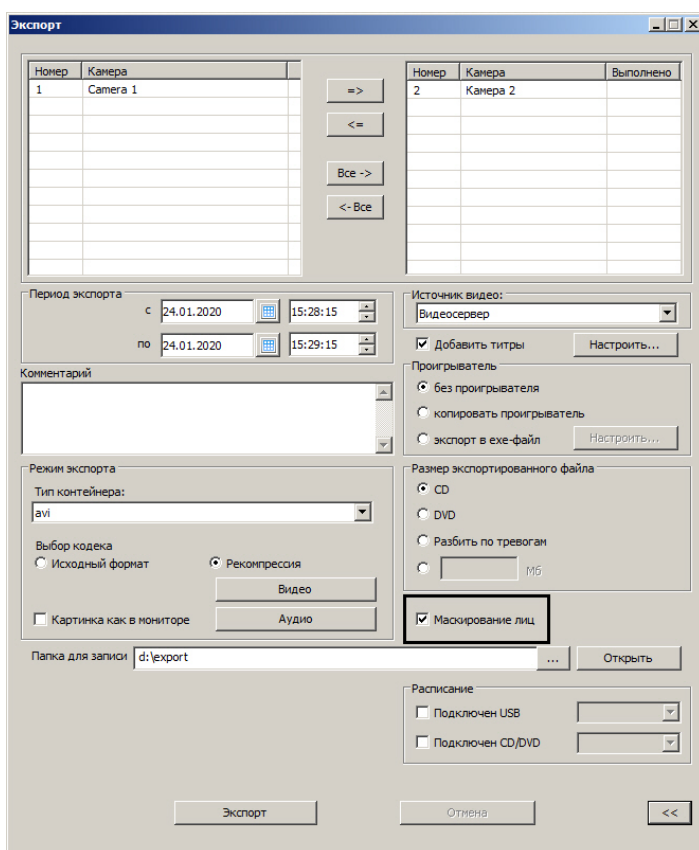 Экспорт
Номер Камера
1 Camera 1
=>
<=
Все ->
<- Все
Номер Камера Выполнено
2 Камера 2
Период экспорта
с 24.01.2020 15:28:15
по 24.01.2020 15:29:15
Источник видео:
Видеосервер
Добавить титры Настроить...
Комментарий
Проигрыватель
без проигрывателя
копировать проигрыватель
экспорт в exe-файл Настроить...
Режим экспорта
Тип контейнера:
avi
Выбор кодека
Исходный формат Рекомпрессия
Видео
Картинка как в мониторе Аудио
Размер экспортированного файла
CD
DVD
Разбить по тревогам
Мб
Маскирование лиц
Папка для записи d:\export ... Открыть
Расписание
Подключен USB
Подключен CD/DVD
Экспорт Отмена <<